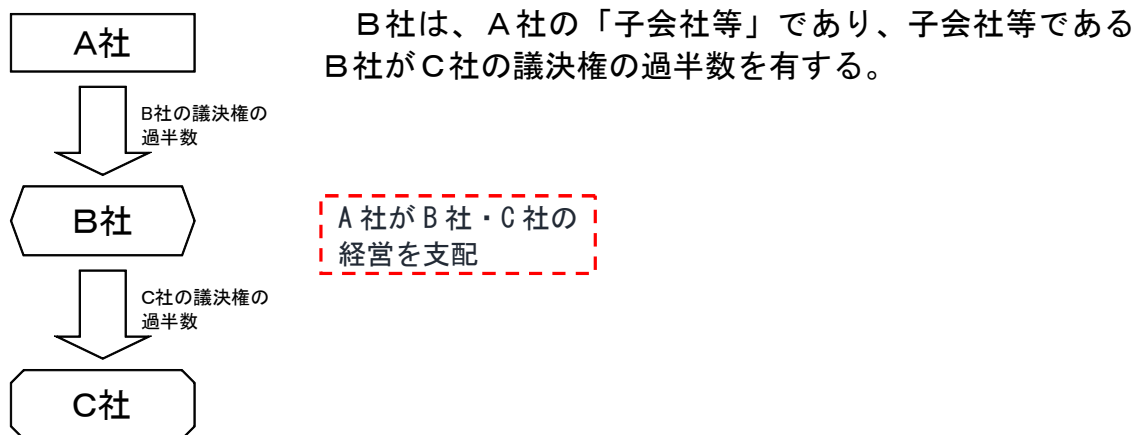 A社
B社は、A社の「子会社等」であり、子会社等である
B社がC社の議決権の過半数を有する。
B社の議決権の
過半数
B社
A社がB社・C社の
経営を支配
C社の議決権の
過半数
C社